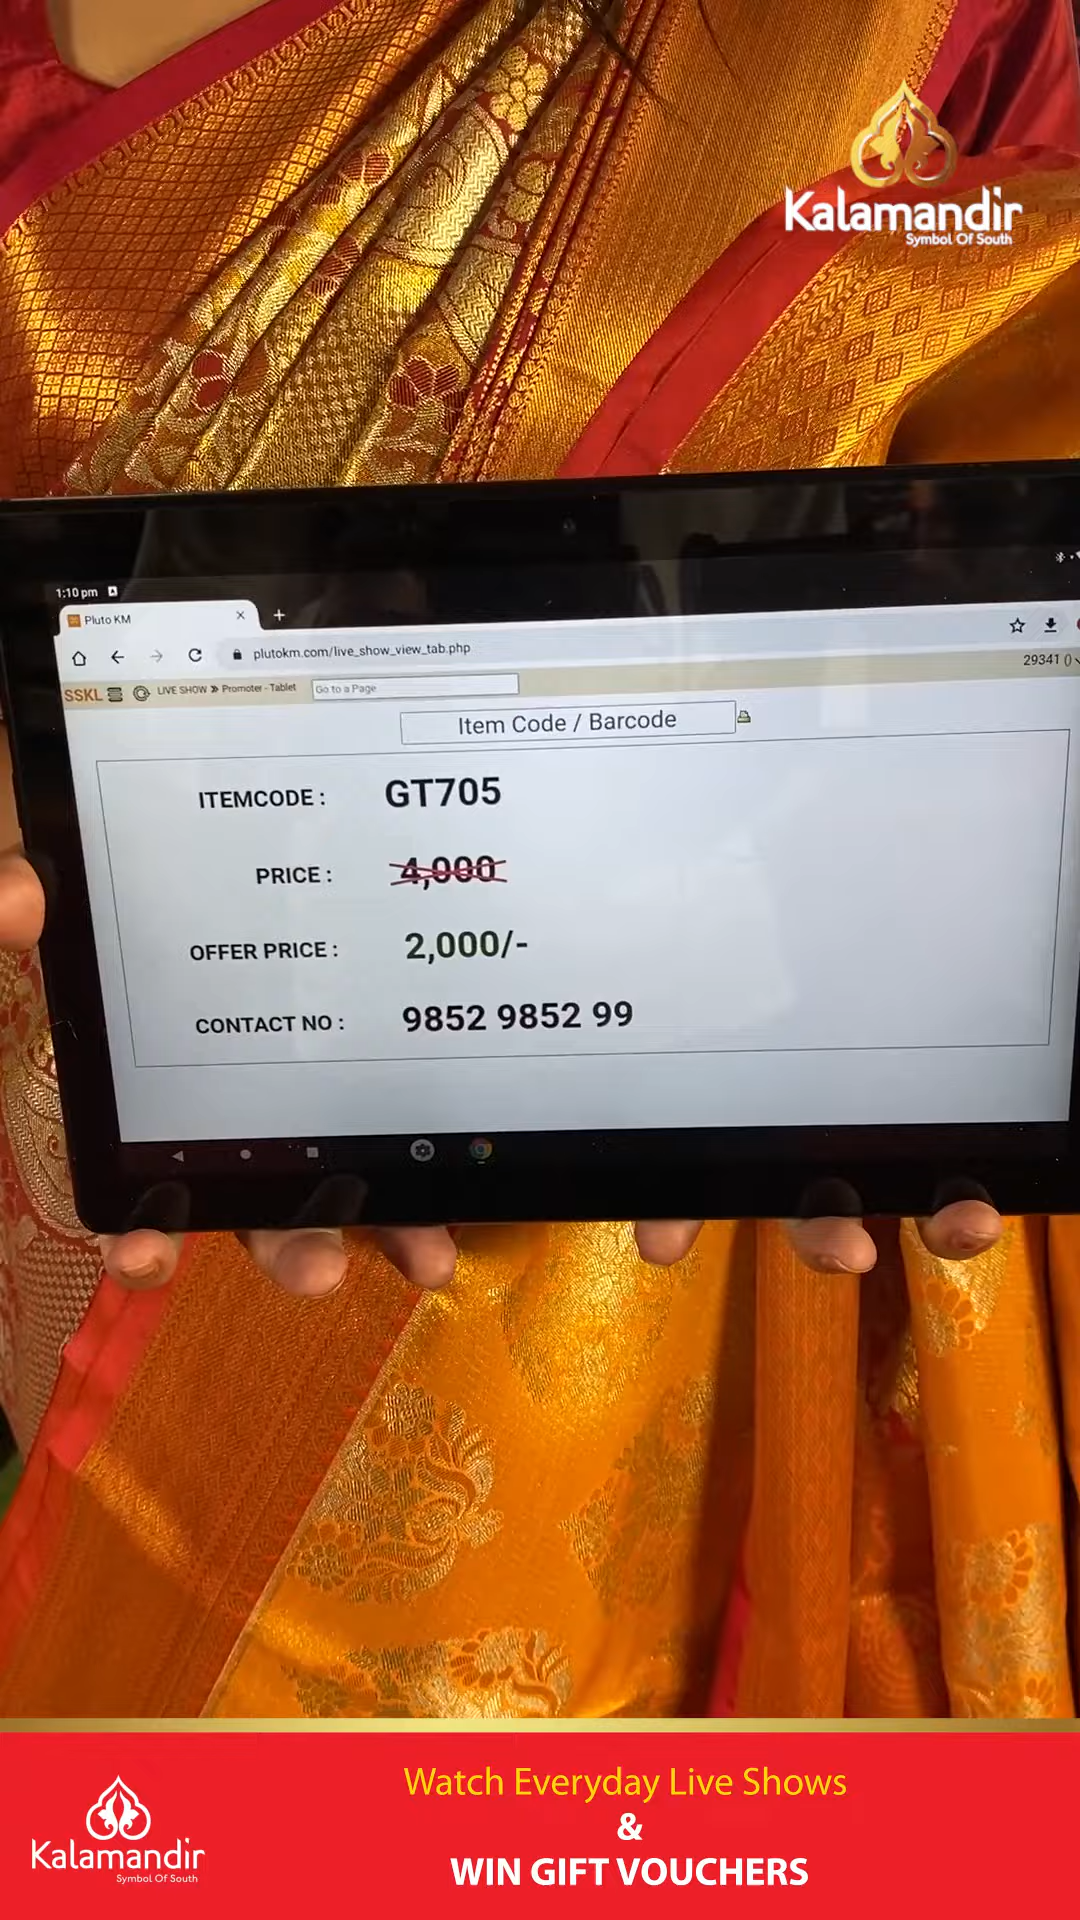 Kalamandir
Symbol Of South
1:10 pm
Pluto KM
plutokm.com/live_show_view_tab.php
29341 ()
SSKL
LIVE SHOW » Promoter - Tablet
Go to a Page
Item Code / Barcode
ITEMCODE : GT705
PRICE : 4,000
OFFER PRICE : 2,000/-
CONTACT NO : 9852 9852 99
Watch Everyday Live Shows
&
WIN GIFT VOUCHERS
Kalamandir
Symbol Of South